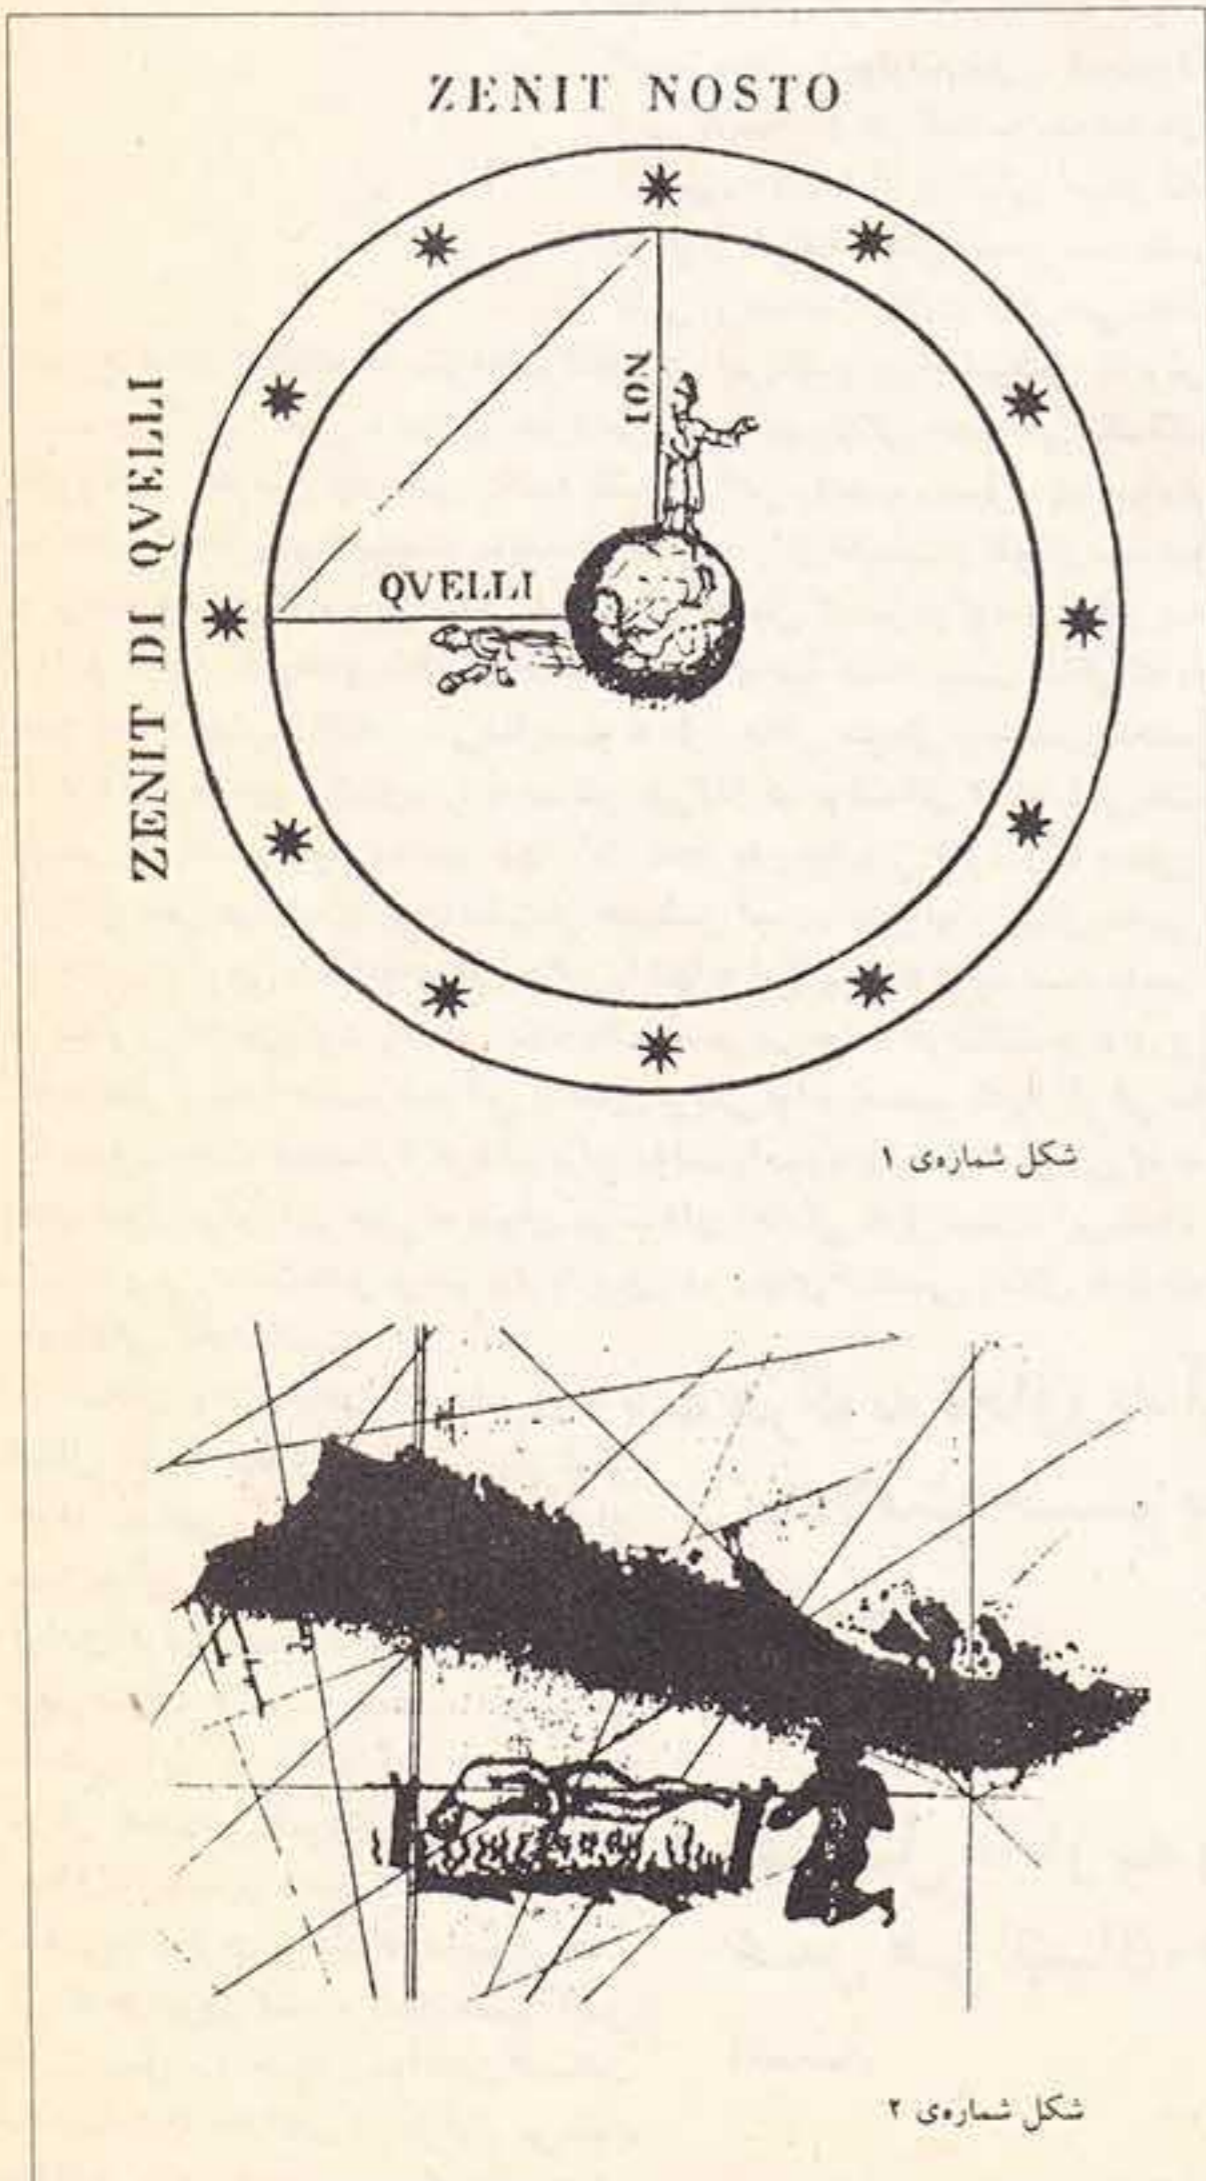 ZENIT NOSTO
ZENIT DI QVELLI
NOI
QVELLI
شکل شماره‌ی ۱
شکل شماره‌ی ۲